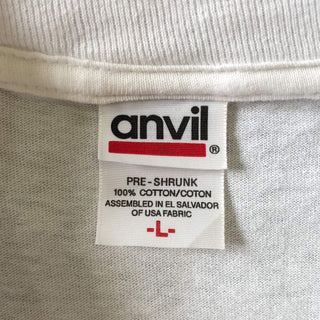 anvil
®
PRE-SHRUNK
100% COTTON/COTON
ASSEMBLED IN EL SALVADOR
OF USA FABRIC
-L-